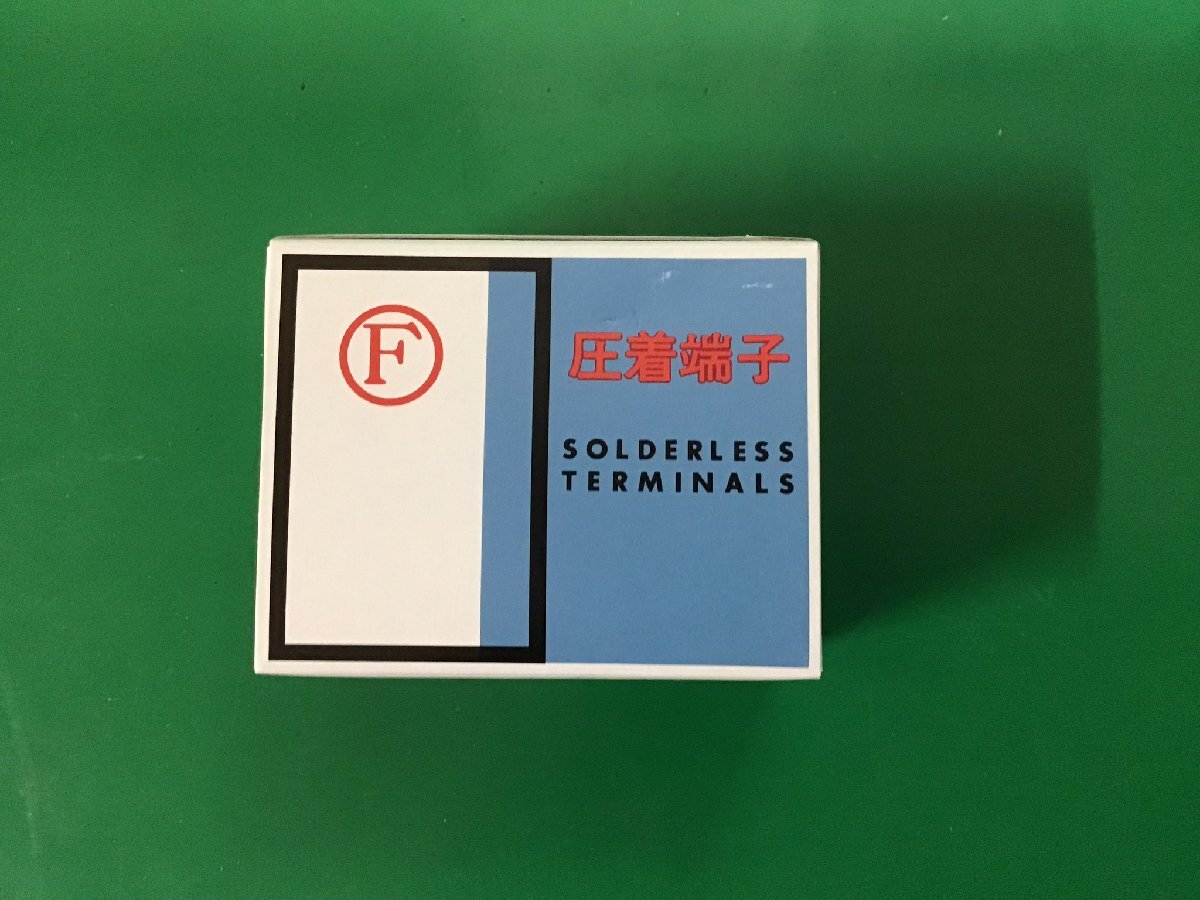 F
圧着端子
SOLDERLESS
TERMINALS